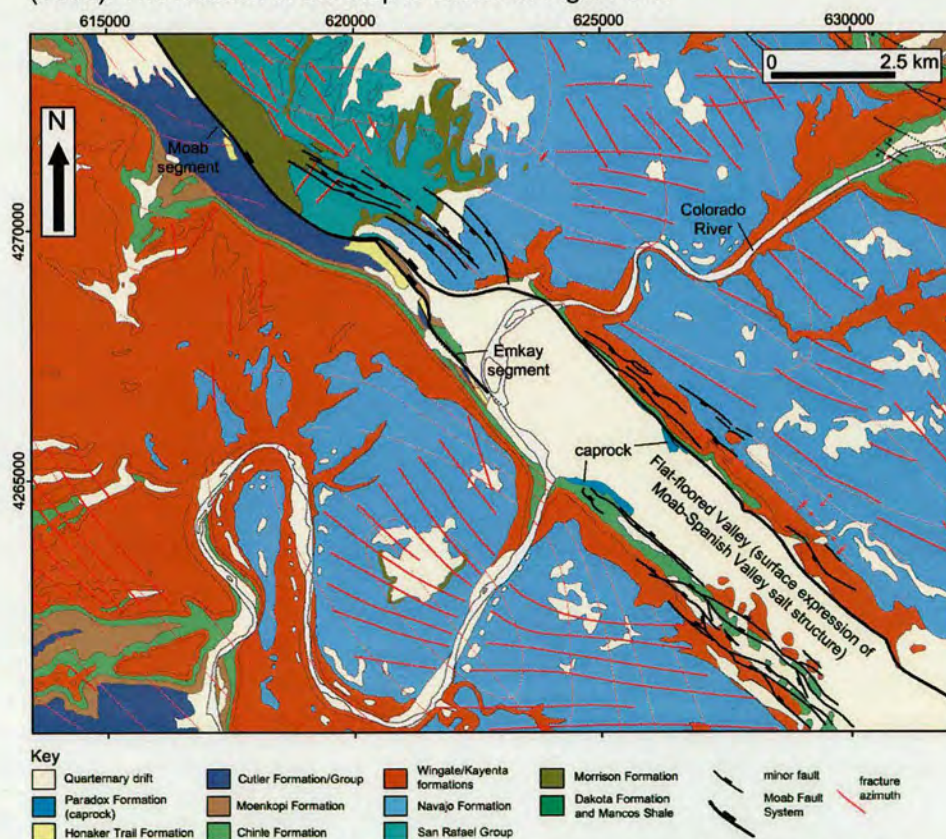 615000 620000 625000 630000
0 2.5 km
N
Moab
segment
4270000
Colorado
River
Emkay
segment
caprock
4265000
Flat-floored Valley (surface expression of
Moab-Spanish Valley salt structure)
Key
Quarternary drift
Paradox Formation
(caprock)
Honaker Trail Formation
Cutler Formation/Group
Moenkopi Formation
Chinle Formation
Wingate/Kayenta
formations
Navajo Formation
San Rafael Group
Morrison Formation
Dakota Formation
and Mancos Shale
minor fault
Moab Fault
System
fracture
azimuth